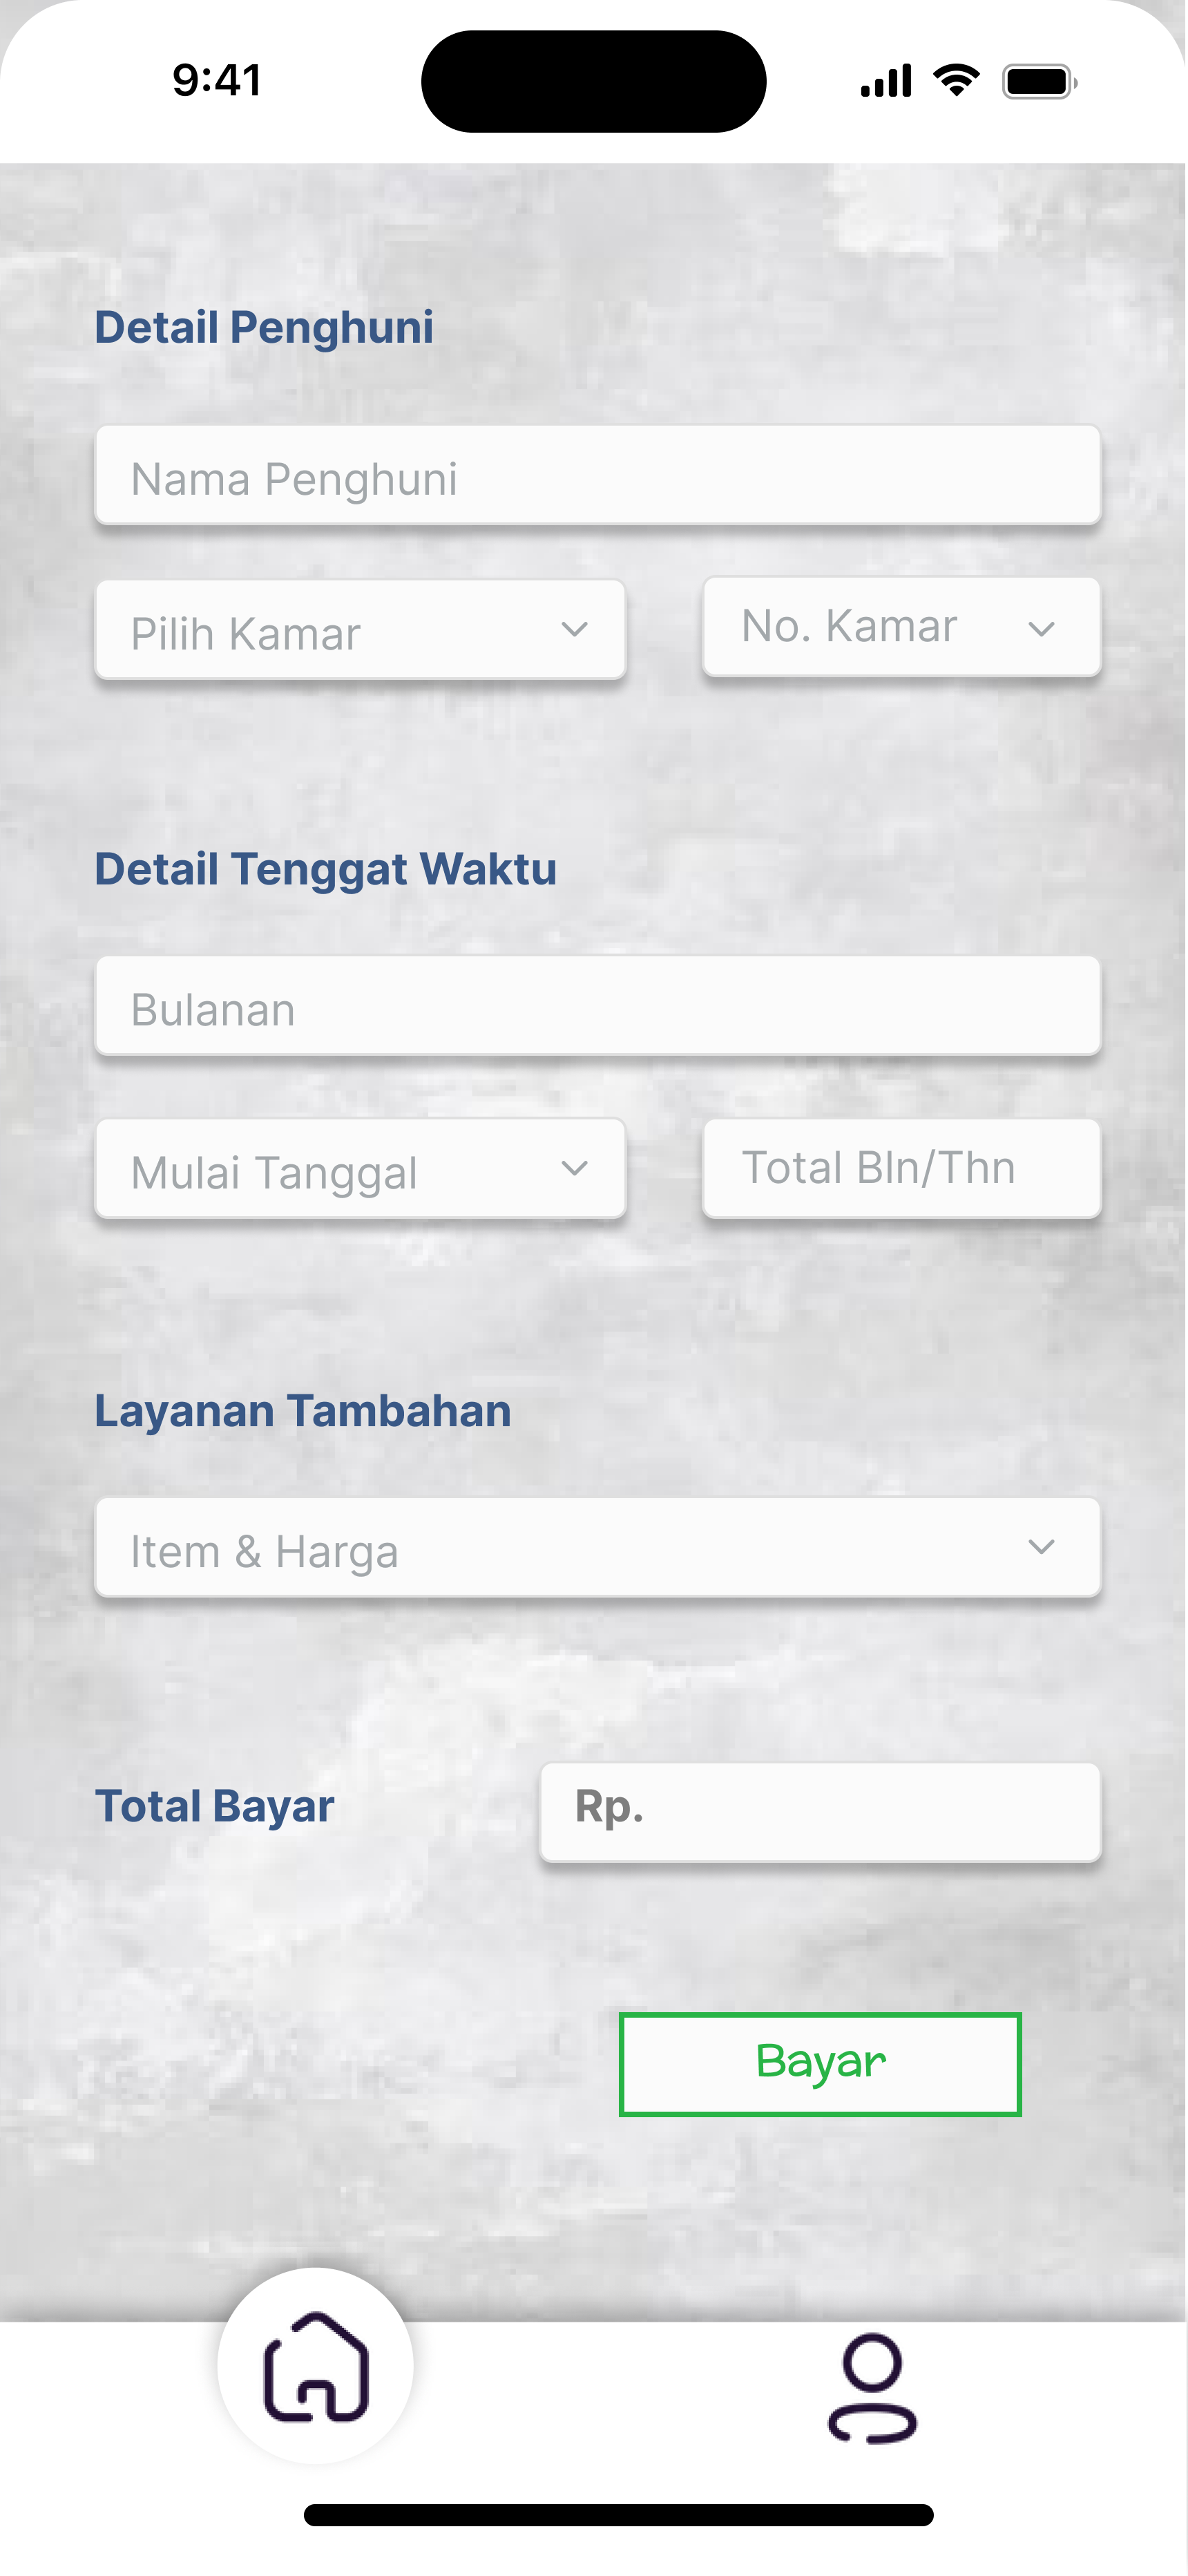 9:41
Detail Penghuni
Nama Penghuni
Pilih Kamar
No. Kamar
Detail Tenggat Waktu
Bulanan
Mulai Tanggal
Total Bln/Thn
Layanan Tambahan
Item & Harga
Total Bayar
Rp.
Bayar